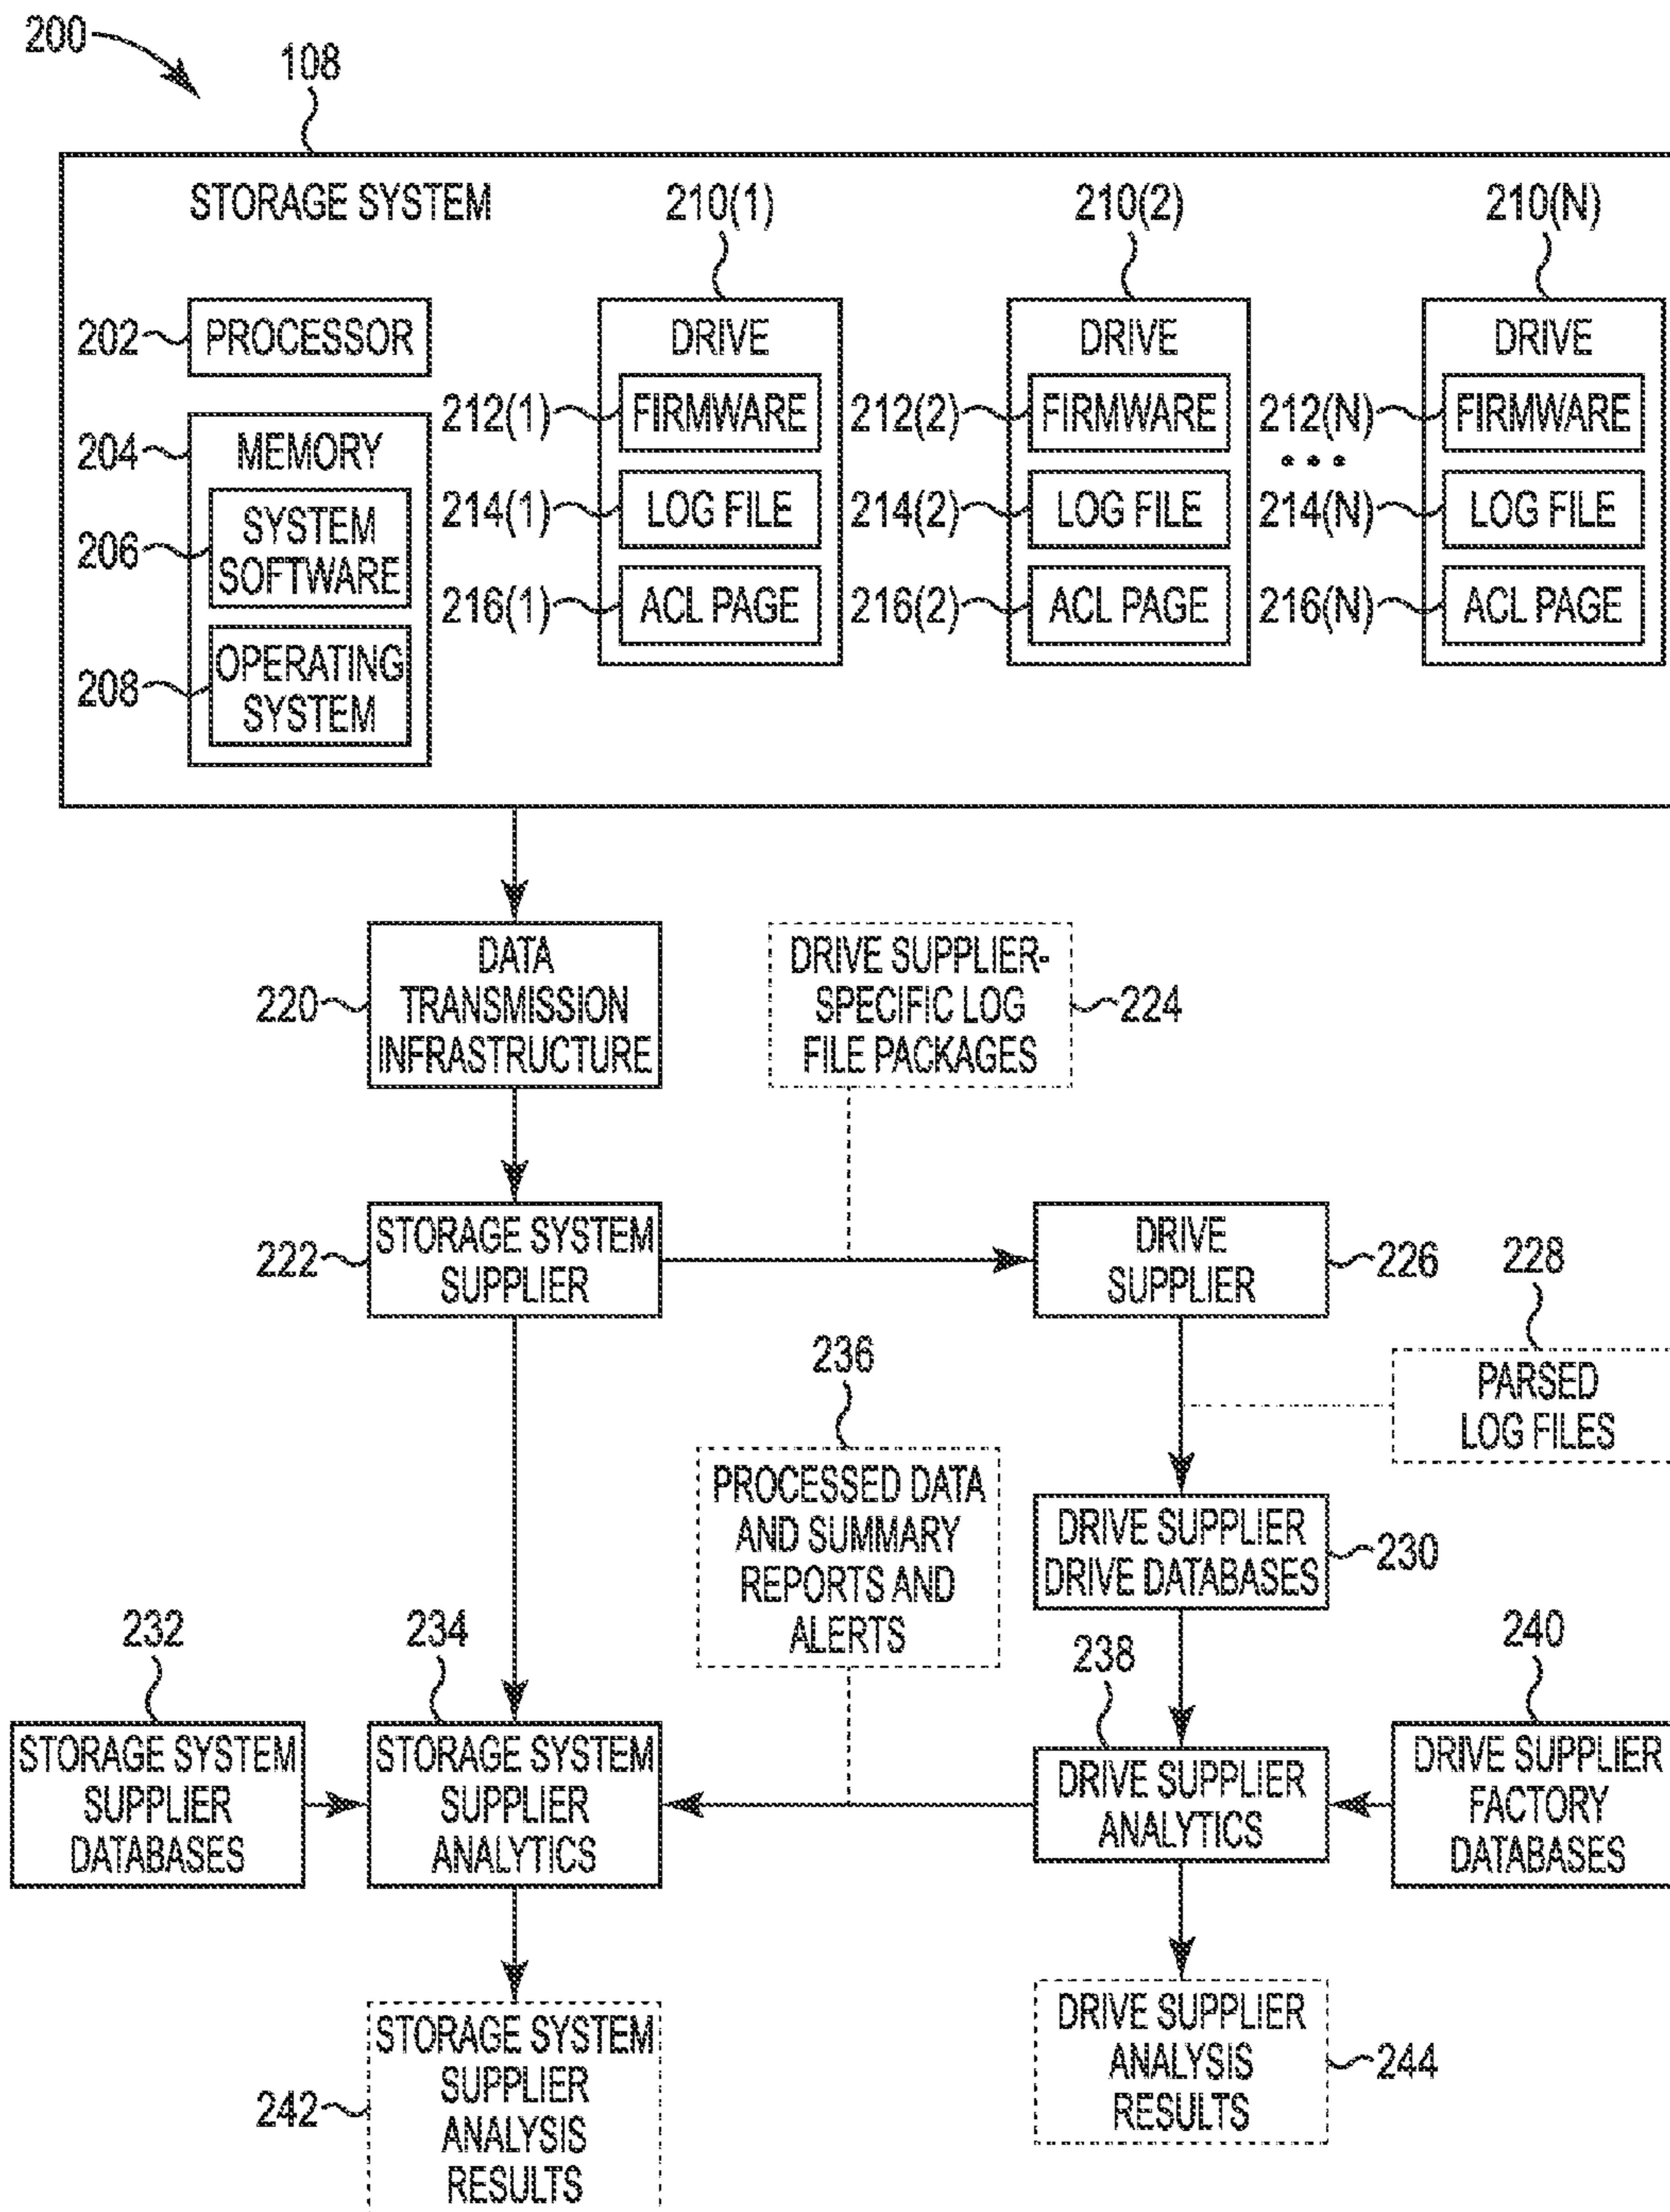 200
108
STORAGE SYSTEM
210(1)
210(2)
210(N)
202
PROCESSOR
DRIVE
DRIVE
DRIVE
212(1)
FIRMWARE
212(2)
FIRMWARE
212(N)
FIRMWARE
204
MEMORY
• • •
214(1)
LOG FILE
214(2)
LOG FILE
214(N)
LOG FILE
206
SYSTEM
SOFTWARE
216(1)
ACL PAGE
216(2)
ACL PAGE
216(N)
ACL PAGE
208
OPERATING
SYSTEM
220
DATA
TRANSMISSION
INFRASTRUCTURE
DRIVE SUPPLIER-
SPECIFIC LOG
FILE PACKAGES
224
222
STORAGE SYSTEM
SUPPLIER
DRIVE
SUPPLIER
226
228
PARSED
LOG FILES
236
PROCESSED DATA
AND SUMMARY
REPORTS AND
ALERTS
DRIVE SUPPLIER
DRIVE DATABASES
230
232
STORAGE SYSTEM
SUPPLIER
DATABASES
234
STORAGE SYSTEM
SUPPLIER
ANALYTICS
238
DRIVE SUPPLIER
ANALYTICS
240
DRIVE SUPPLIER
FACTORY
DATABASES
242
STORAGE SYSTEM
SUPPLIER
ANALYSIS
RESULTS
DRIVE SUPPLIER
ANALYSIS
RESULTS
244